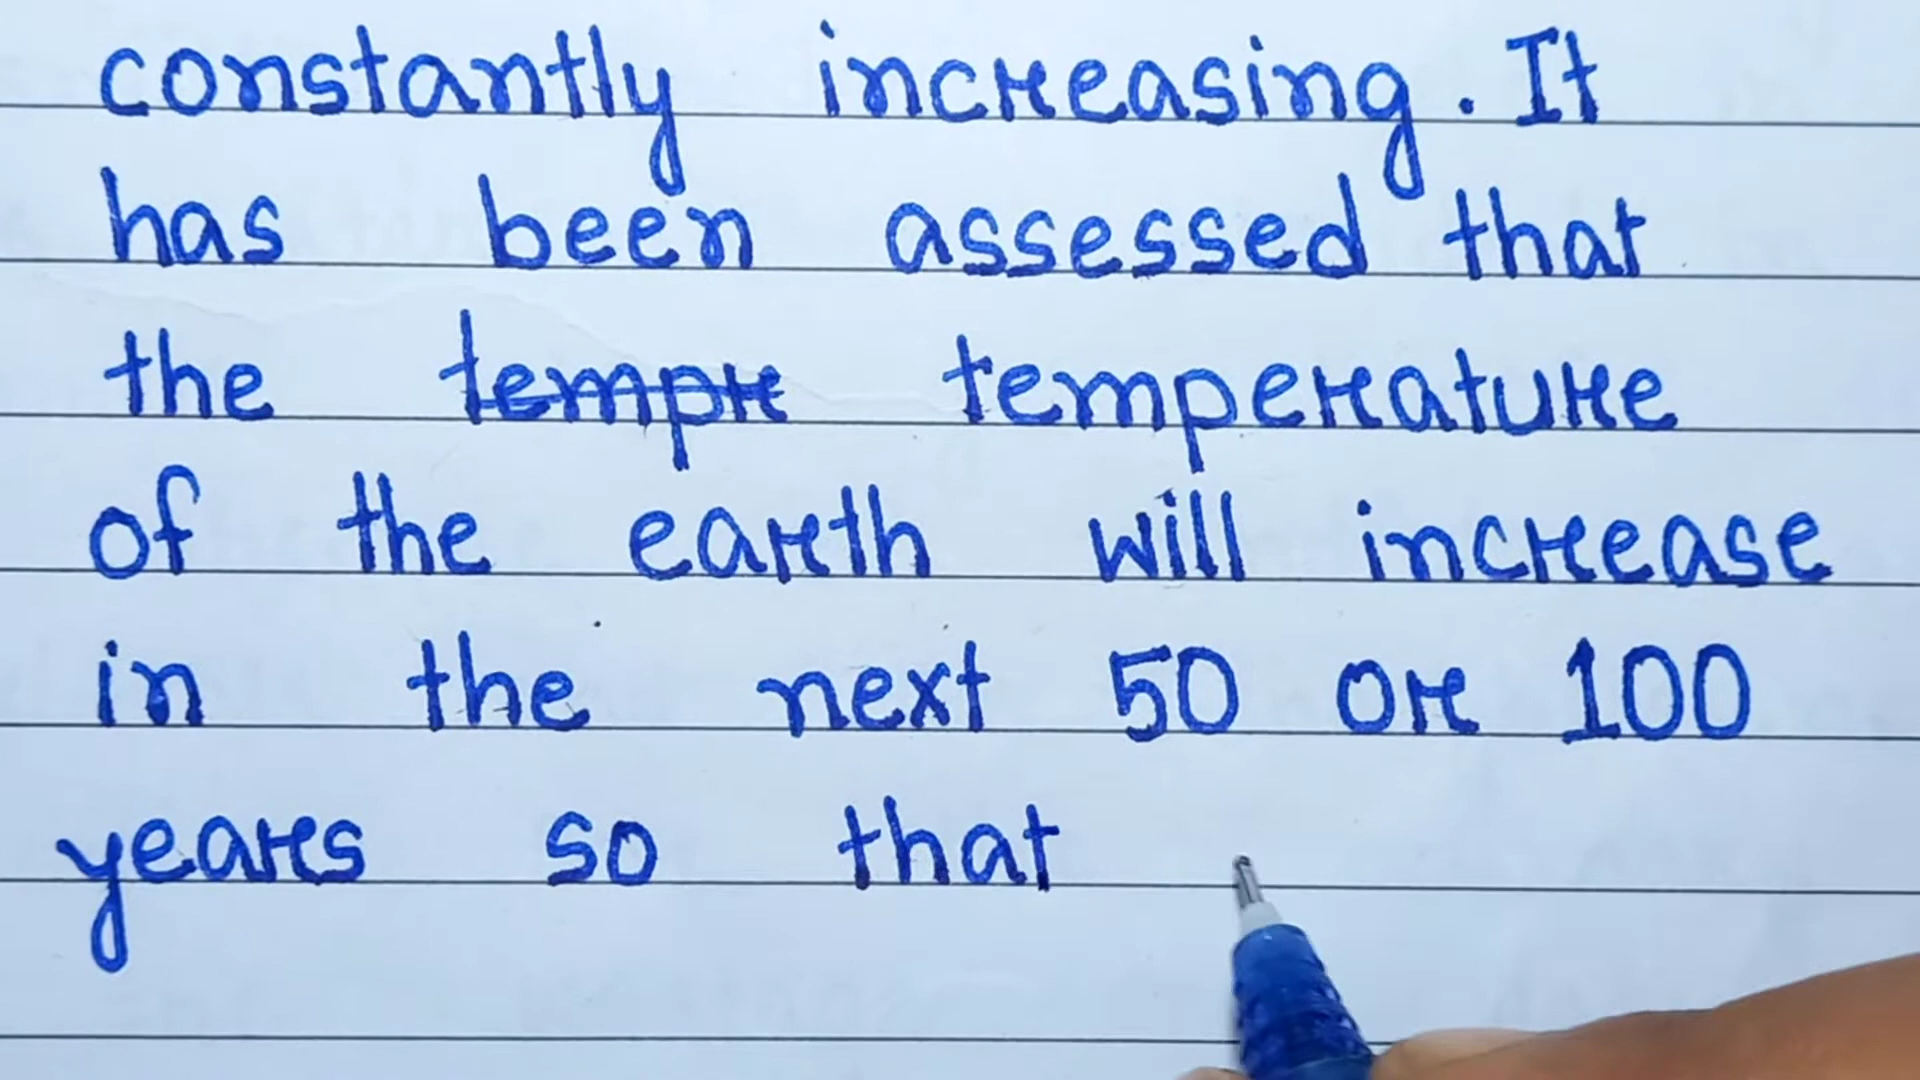 constantly increasing. It
has been assessed that
the tempr temperature
of the earth will increase
in the next 50 or 100
years so that